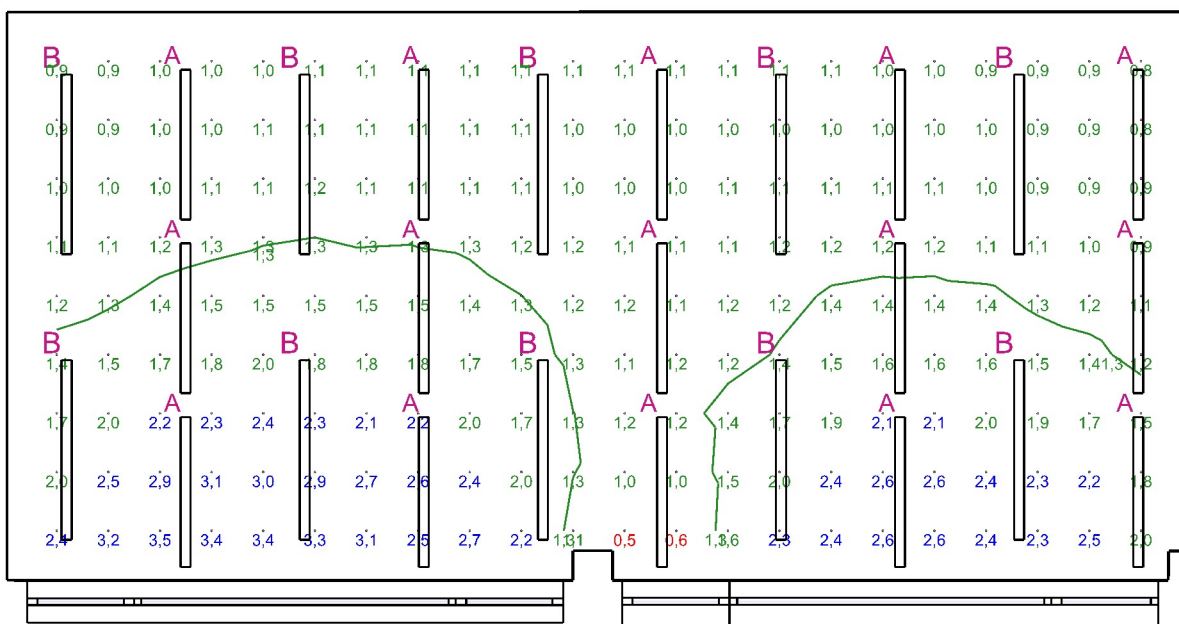 B A B A B A B A B A
0,9 0,9 1,0 1,0 1,0 1,1 1,1 1,1 1,1 1,1 1,1 1,1 1,1 1,1 1,1 1,1 1,0 1,0 0,9 0,9 0,9 0,8
0,9 0,9 1,0 1,0 1,1 1,1 1,1 1,1 1,1 1,1 1,0 1,0 1,0 1,0 1,0 1,0 1,0 1,0 1,0 0,9 0,9 0,8
1,0 1,0 1,0 1,1 1,1 1,2 1,1 1,1 1,1 1,1 1,0 1,0 1,0 1,1 1,1 1,1 1,1 1,1 1,0 0,9 0,9 0,9
A A A A A
1,1 1,1 1,2 1,3 1,3 1,3 1,3 1,3 1,3 1,2 1,2 1,1 1,1 1,1 1,2 1,2 1,2 1,2 1,1 1,1 1,0 0,9
1,3
1,2 1,3 1,4 1,5 1,5 1,5 1,5 1,5 1,4 1,3 1,2 1,2 1,1 1,2 1,2 1,4 1,4 1,4 1,4 1,3 1,2 1,1
B B B B B
1,4 1,5 1,7 1,8 2,0 1,8 1,8 1,8 1,7 1,5 1,3 1,1 1,2 1,2 1,4 1,5 1,6 1,6 1,6 1,5 1,4 1,3 1,2
A A A A A
1,7 2,0 2,2 2,3 2,4 2,3 2,1 2,2 2,0 1,7 1,3 1,2 1,2 1,4 1,7 1,9 2,1 2,1 2,0 1,9 1,7 1,5
2,0 2,5 2,9 3,1 3,0 2,9 2,7 2,6 2,4 2,0 1,3 1,0 1,0 1,5 2,0 2,4 2,6 2,6 2,4 2,3 2,2 1,8
2,4 3,2 3,5 3,4 3,4 3,3 3,1 2,5 2,7 2,2 1,3 1,1 0,5 0,6 1,3 1,6 2,3 2,4 2,6 2,6 2,4 2,3 2,5 2,0